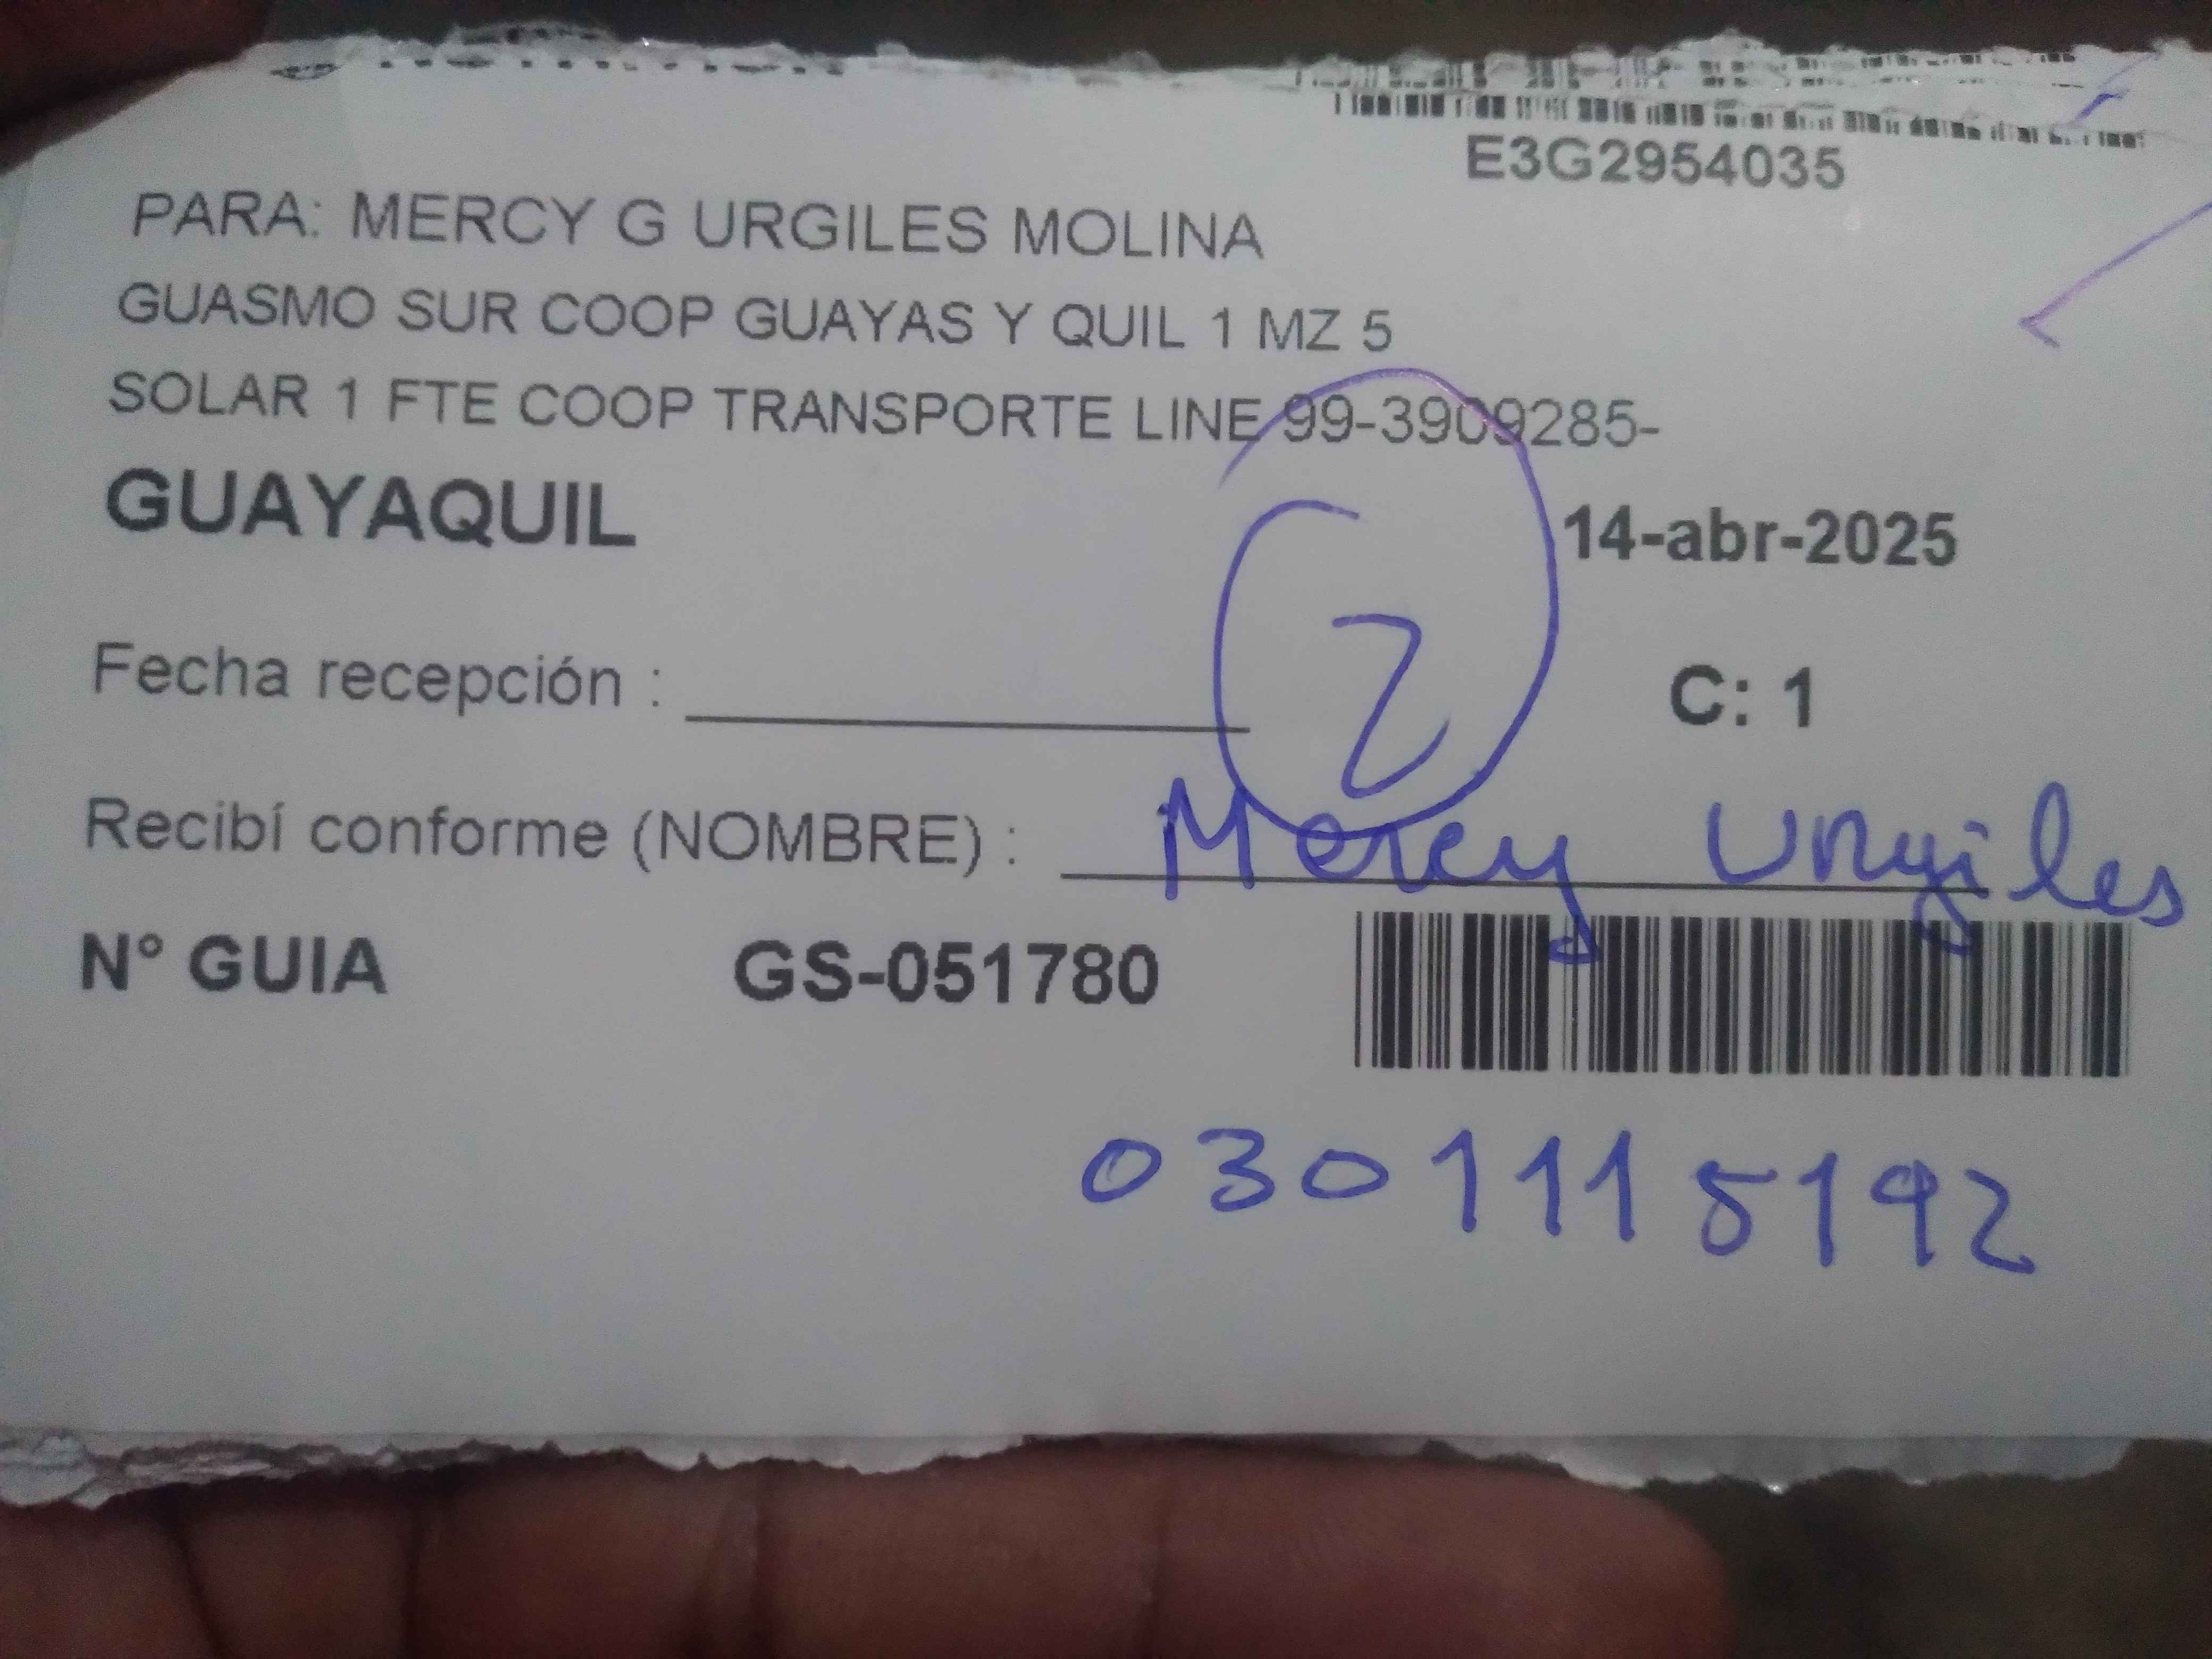 E3G2954035
PARA: MERCY G URGILES MOLINA
GUASMO SUR COOP GUAYAS Y QUIL 1 MZ 5
SOLAR 1 FTE COOP TRANSPORTE LINE 99-3909285-
GUAYAQUIL 14-abr-2025
2
Fecha recepción : C: 1
Recibí conforme (NOMBRE) : Mercy Urgiles
N° GUIA GS-051780
0301115192